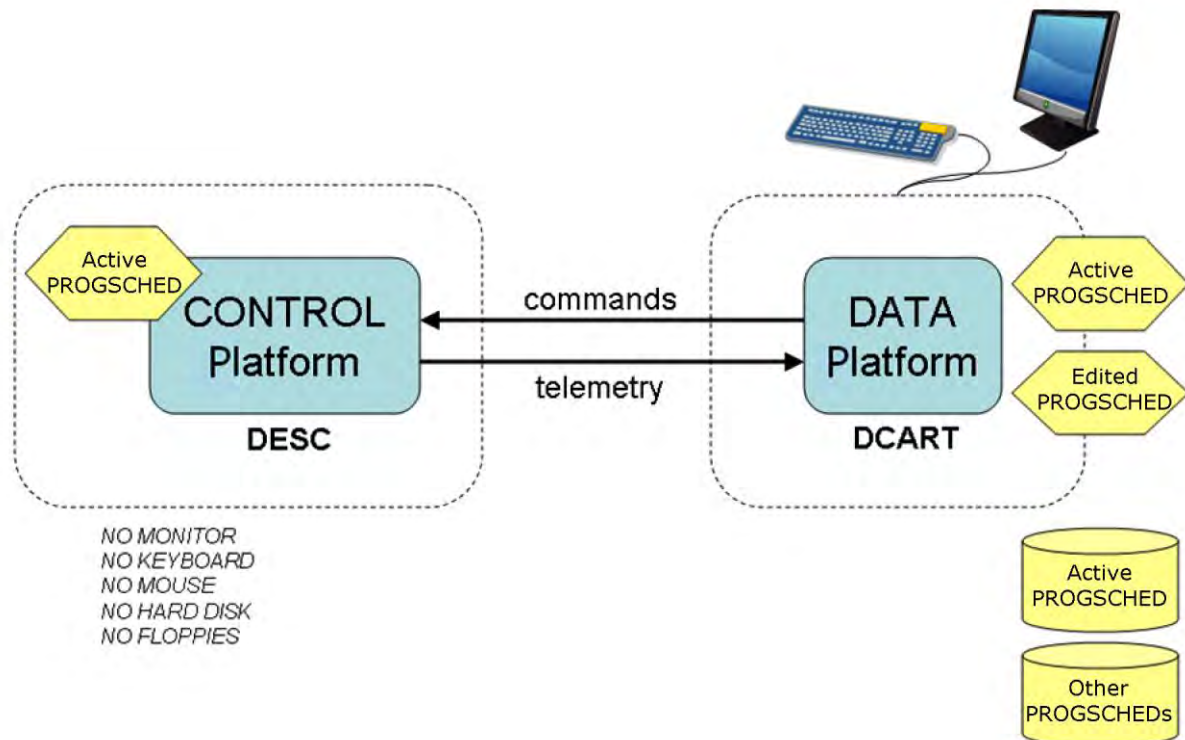 Active
PROGSCHED
CONTROL
Platform
DESC
commands
telemetry
DATA
Platform
DCART
Active
PROGSCHED
Edited
PROGSCHED
NO MONITOR
NO KEYBOARD
NO MOUSE
NO HARD DISK
NO FLOPPIES
Active
PROGSCHED
Other
PROGSCHEDs